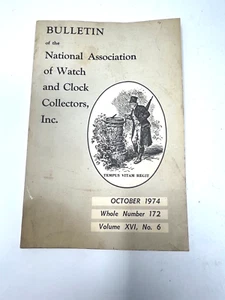 BULLETIN
of the
National Association
of Watch
and Clock
Collectors,
Inc.
TEMPUS VITAM REGIT
OCTOBER 1974
Whole Number 172
Volume XVI, No. 6